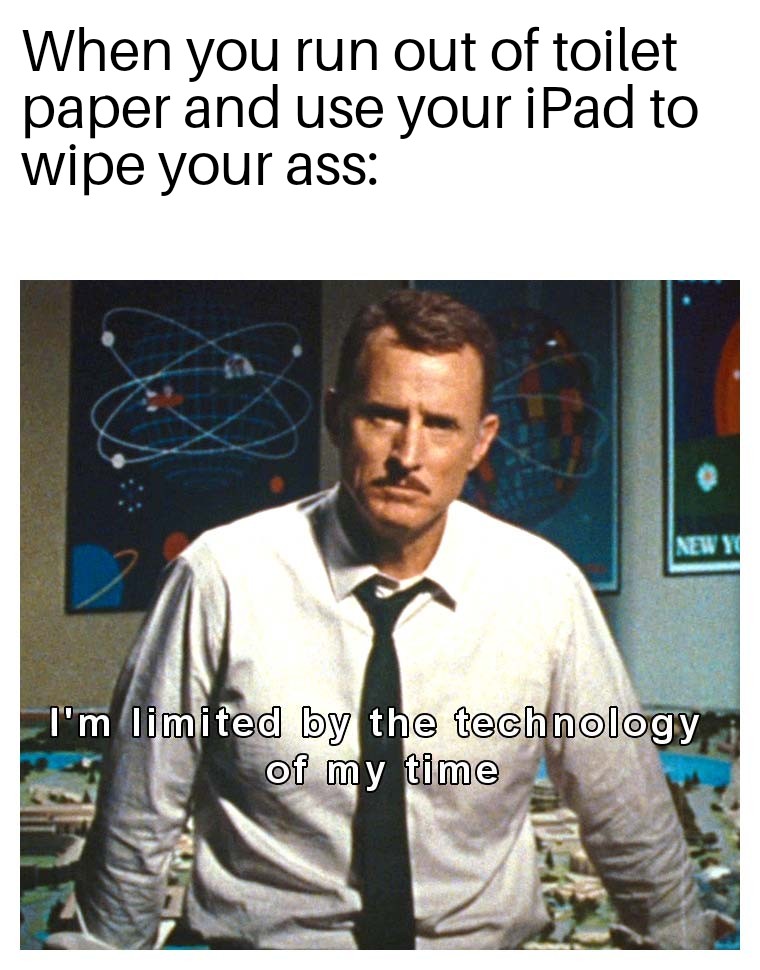 When you run out of toilet
paper and use your iPad to
wipe your ass:
NEW
I'm limited by the technology
of my time